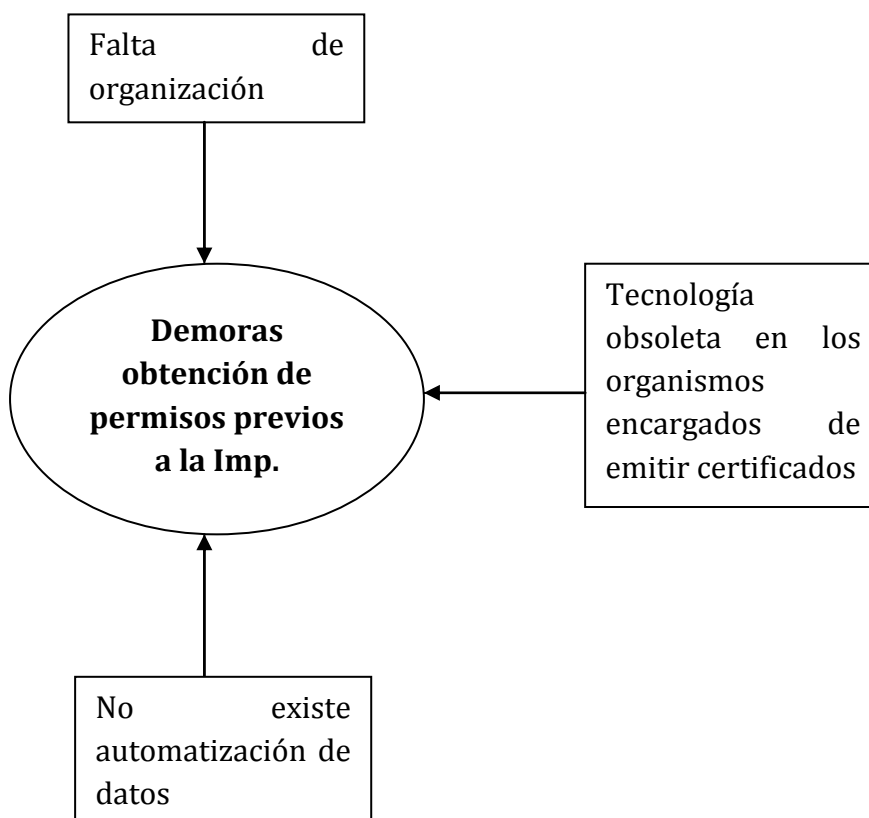 Falta de
organización
Demoras
obtención de
permisos previos
a la Imp.
Tecnología
obsoleta en los
organismos
encargados de
emitir certificados
No existe
automatización de
datos